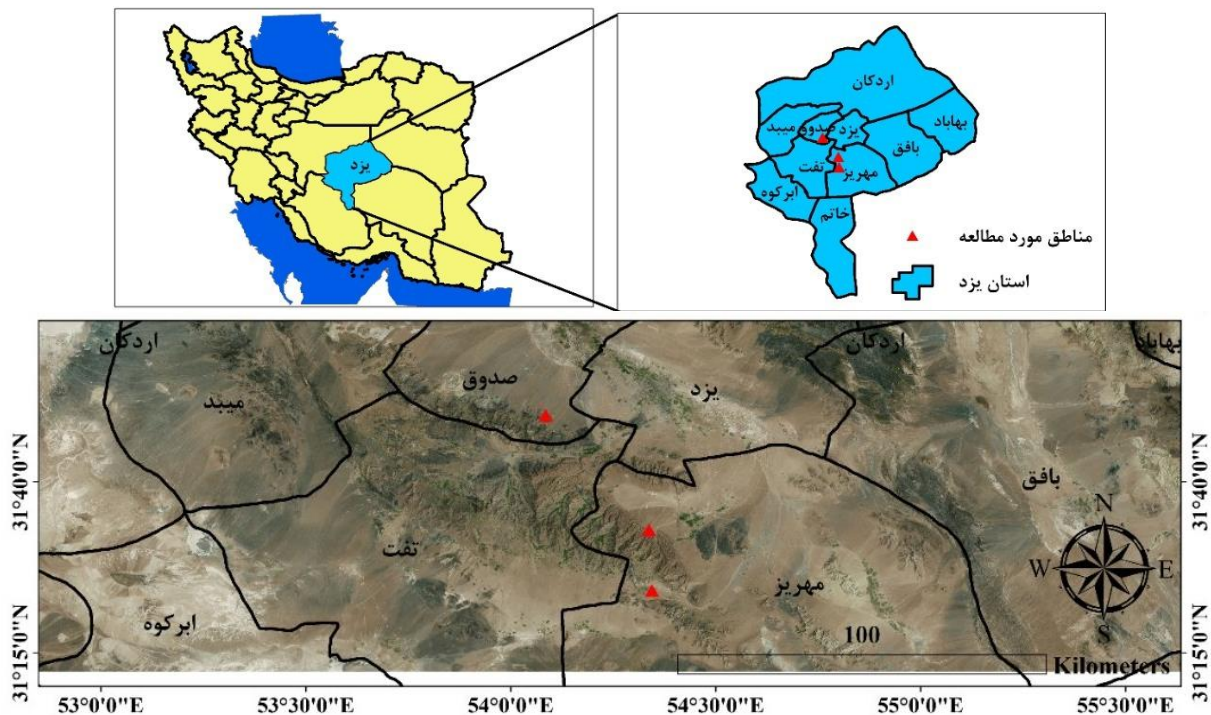 یزد
اردکان
میبد
صدوق
یزد
بهاباد
بافق
تفت
مهریز
ابرکوه
خاتم
مناطق مورد مطالعه
استان یزد
اردکان
میبد
صدوق
یزد
اردکان
بهاباد
بافق
تفت
مهریز
ابرکوه
N
W
E
S
100
Kilometers
31°40'0"N
31°15'0"N
31°40'0"N
31°15'0"N
53°0'0"E
53°30'0"E
54°0'0"E
54°30'0"E
55°0'0"E
55°30'0"E